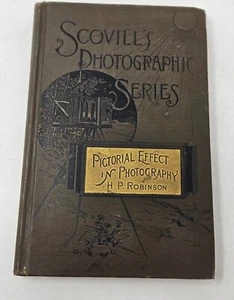 SCOVILL'S
PHOTOGRAPHIC
SERIES
PICTORIAL EFFECT
IN PHOTOGRAPHY
H. P. ROBINSON